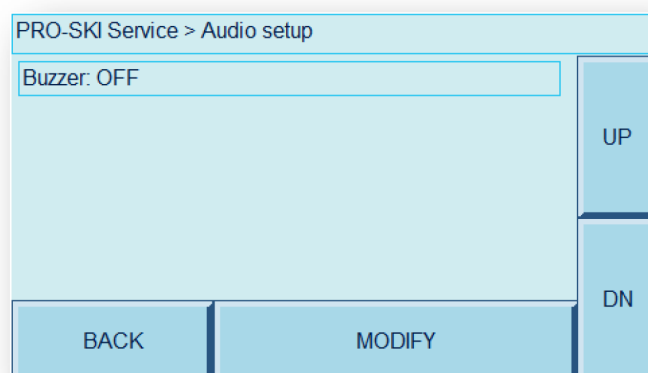 PRO-SKI Service > Audio setup
Buzzer: OFF
UP
DN
BACK
MODIFY